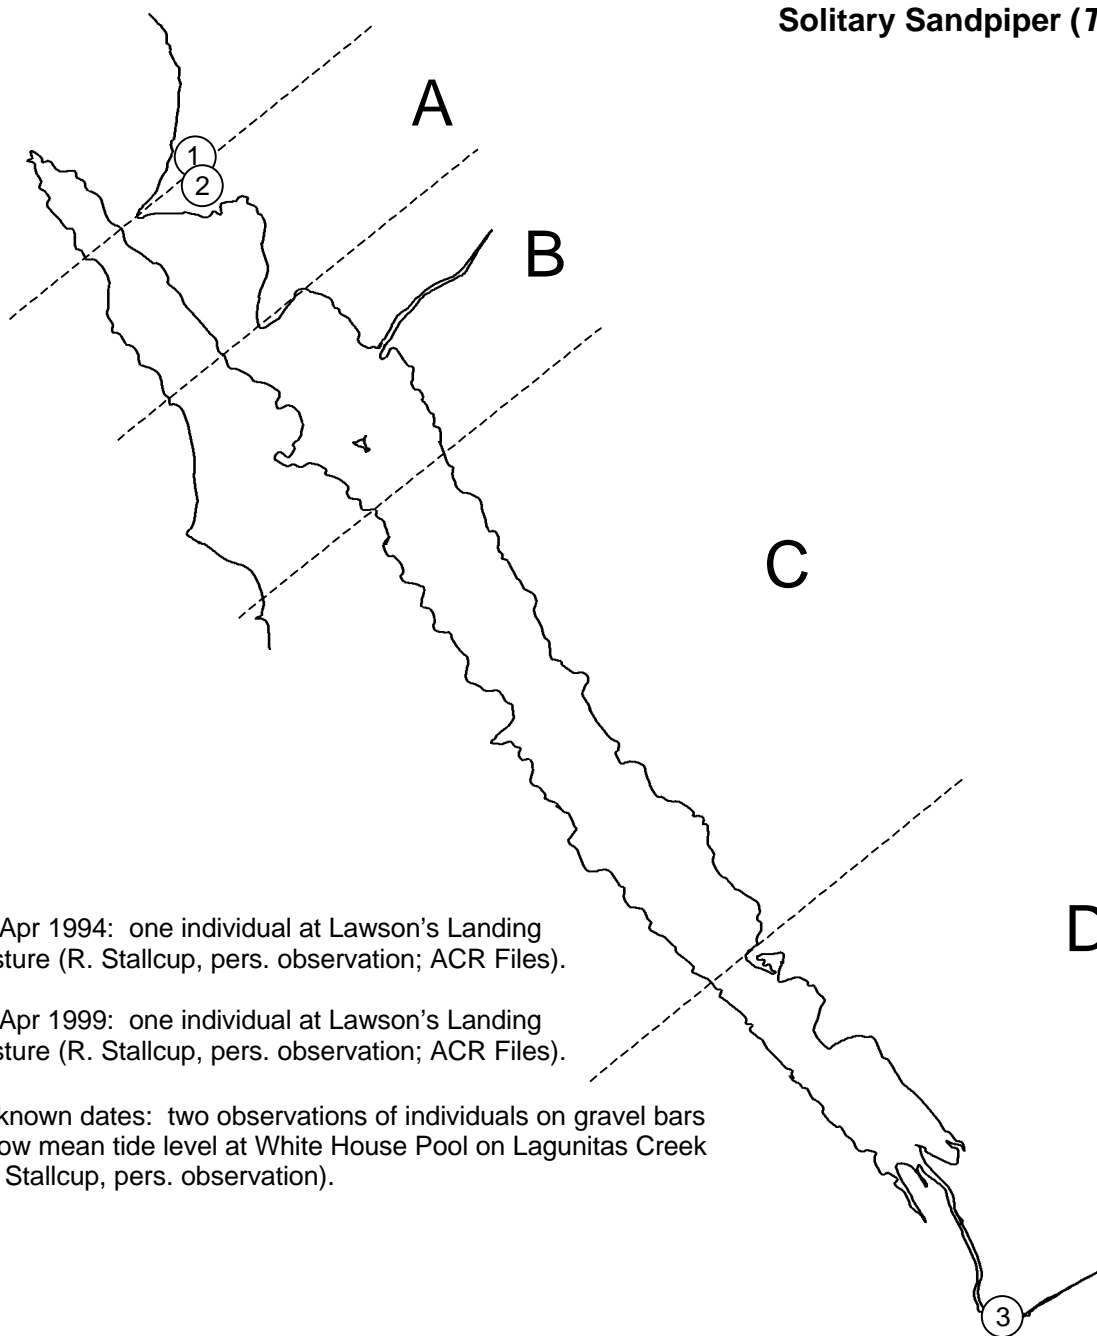 Solitary Sandpiper (T
A
1
2
B
C
D
Apr 1994: one individual at Lawson's Landing
sture (R. Stallcup, pers. observation; ACR Files).
Apr 1999: one individual at Lawson's Landing
sture (R. Stallcup, pers. observation; ACR Files).
known dates: two observations of individuals on gravel bars
ow mean tide level at White House Pool on Lagunitas Creek
Stallcup, pers. observation).
3